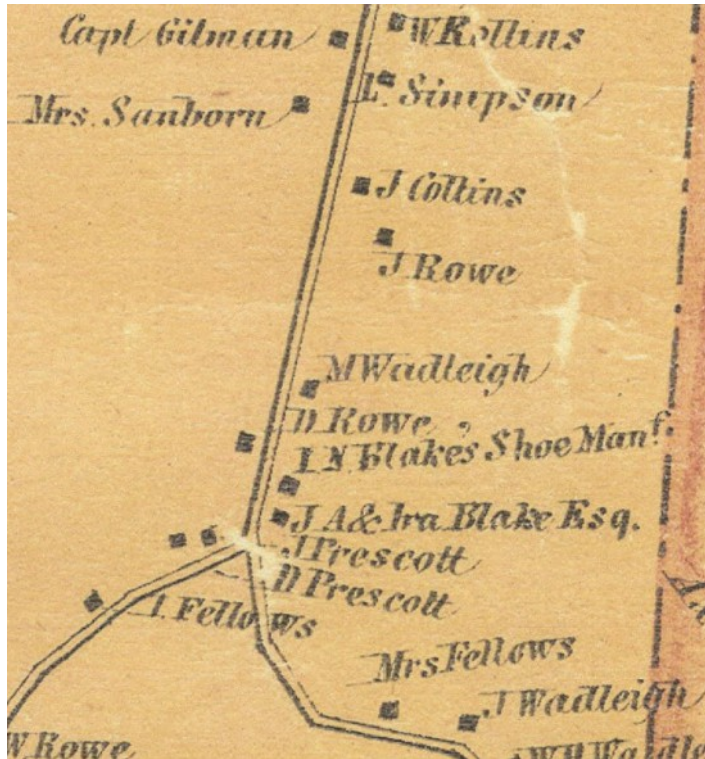 Capt Gilman
W Rollins
L. Simpson
Mrs. Sanborn
J Collins
J Rowe
M Wadleigh
D Rowe
I N Blake's Shoe Manf.
J A & Ira Blake Esq.
J Prescott
D Prescott
I Fellows
Mrs Fellows
J Wadleigh
W Rowe